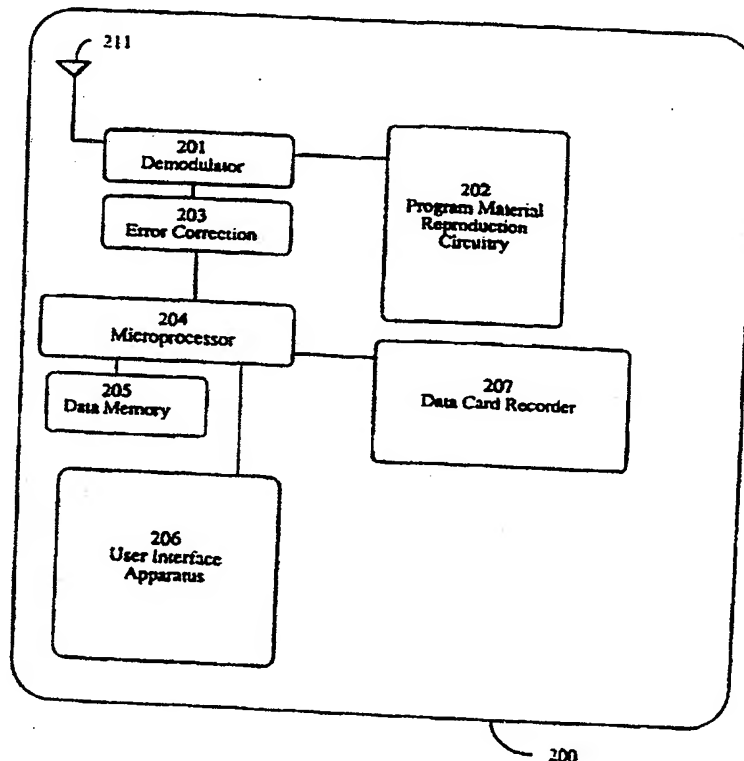 211
201
Demodulator
202
Program Material
Reproduction
Circuitry
203
Error Correction
204
Microprocessor
205
Data Memory
207
Data Card Recorder
206
User Interface
Apparatus
200